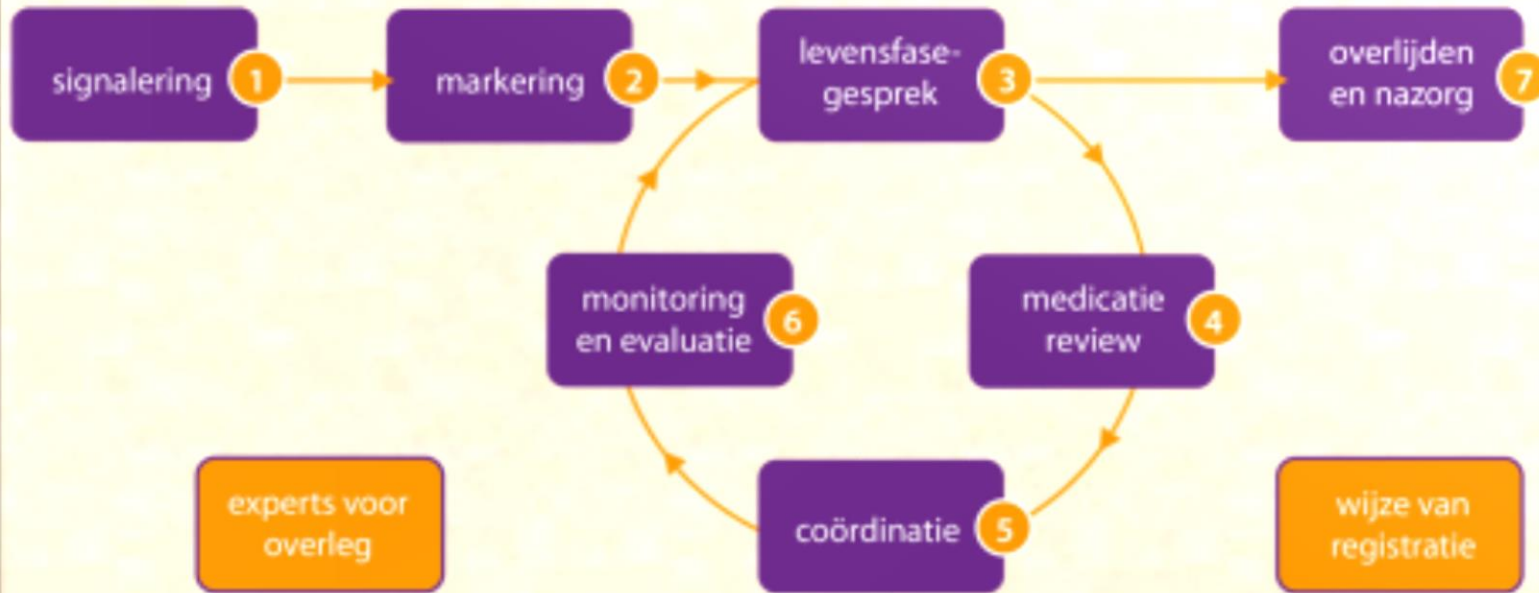 signalering 1
markering 2
levensfase-
gesprek 3
overlijden
en nazorg 7
monitoring
en evaluatie 6
medicatie
review 4
experts voor
overleg
coördinatie 5
wijze van
registratie